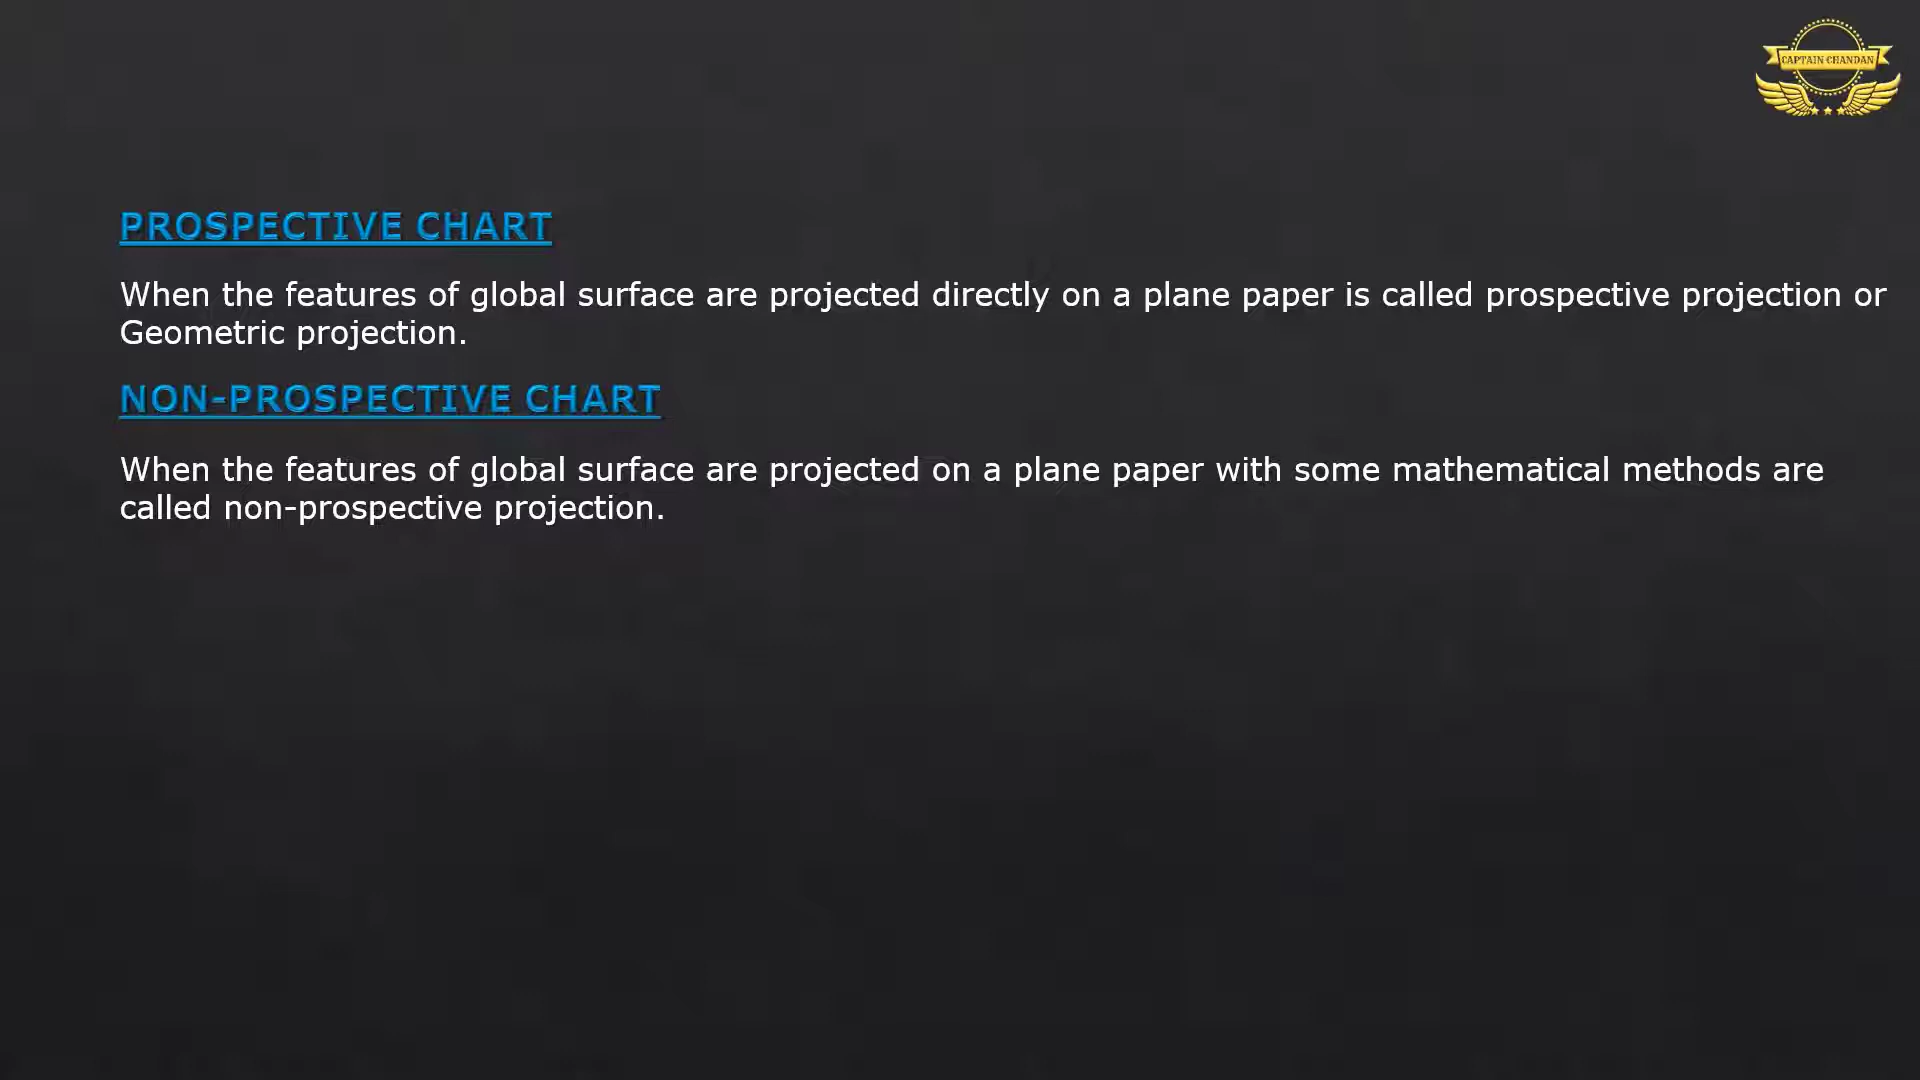 CAPTAIN CHANDAN
PROSPECTIVE CHART
When the features of global surface are projected directly on a plane paper is called prospective projection or
Geometric projection.
NON-PROSPECTIVE CHART
When the features of global surface are projected on a plane paper with some mathematical methods are
called non-prospective projection.